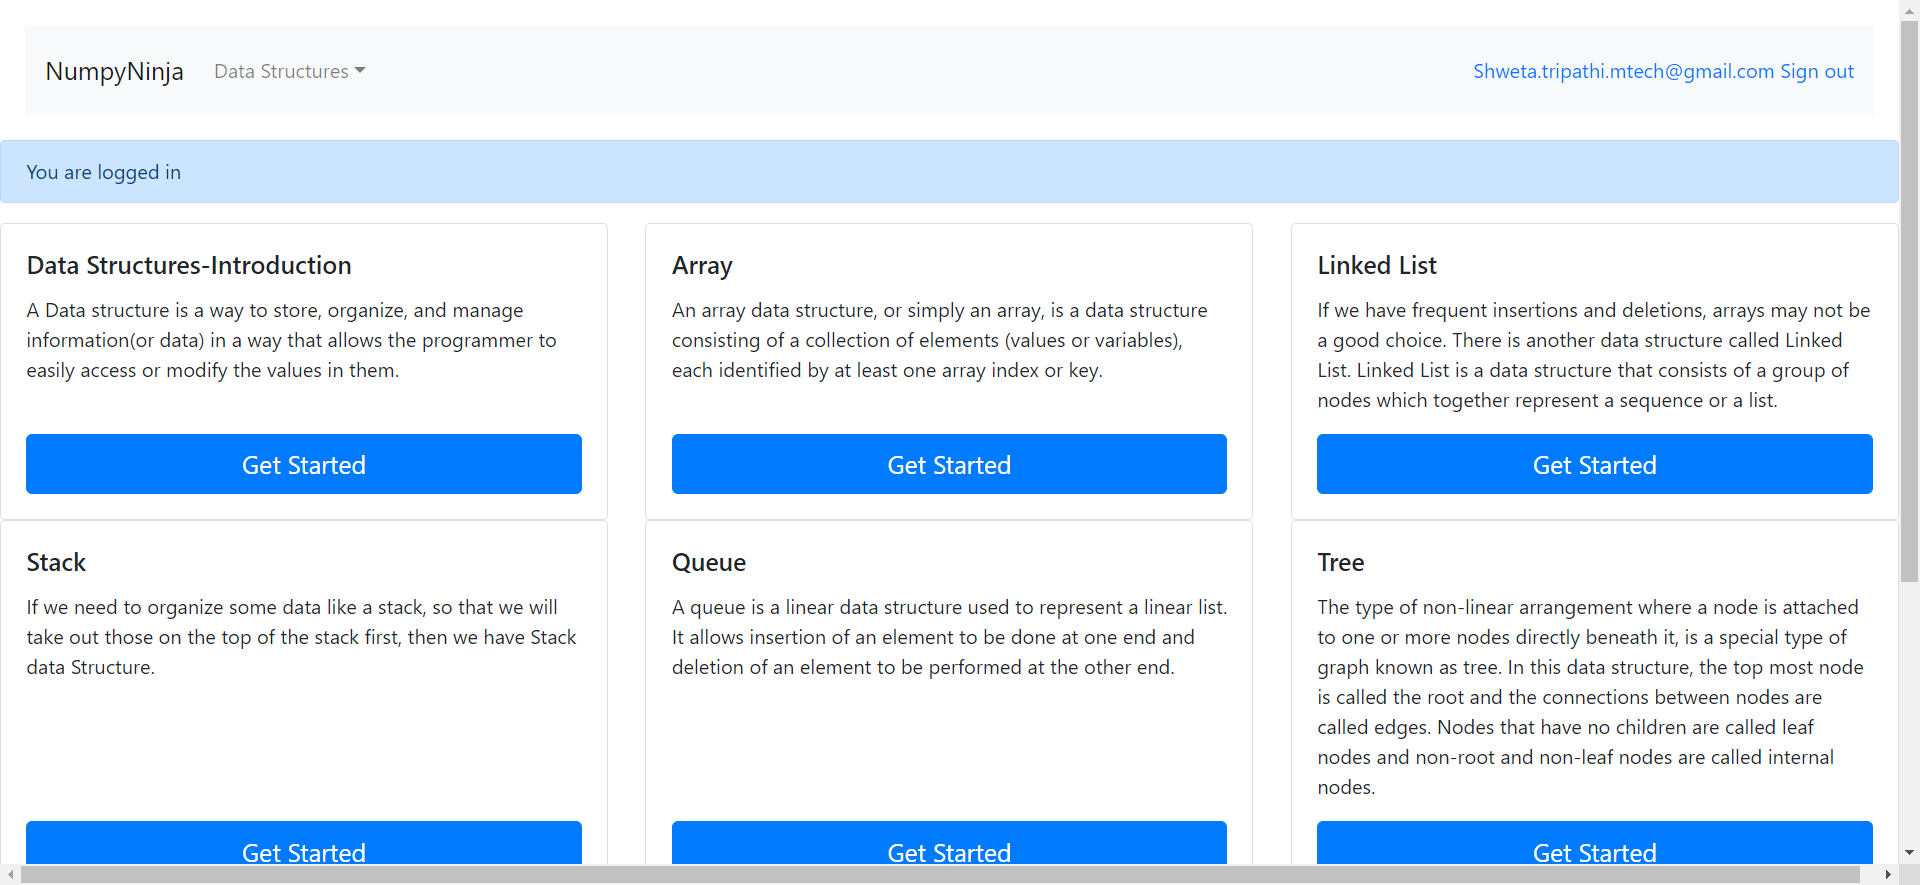 NumpyNinja Data Structures Shweta.tripathi.mtech@gmail.com Sign out
You are logged in
Data Structures-Introduction
A Data structure is a way to store, organize, and manage
information(or data) in a way that allows the programmer to
easily access or modify the values in them.
Get Started
Array
An array data structure, or simply an array, is a data structure
consisting of a collection of elements (values or variables),
each identified by at least one array index or key.
Get Started
Linked List
If we have frequent insertions and deletions, arrays may not be
a good choice. There is another data structure called Linked
List. Linked List is a data structure that consists of a group of
nodes which together represent a sequence or a list.
Get Started
Stack
If we need to organize some data like a stack, so that we will
take out those on the top of the stack first, then we have Stack
data Structure.
Get Started
Queue
A queue is a linear data structure used to represent a linear list.
It allows insertion of an element to be done at one end and
deletion of an element to be performed at the other end.
Get Started
Tree
The type of non-linear arrangement where a node is attached
to one or more nodes directly beneath it, is a special type of
graph known as tree. In this data structure, the top most node
is called the root and the connections between nodes are
called edges. Nodes that have no children are called leaf
nodes and non-root and non-leaf nodes are called internal
nodes.
Get Started